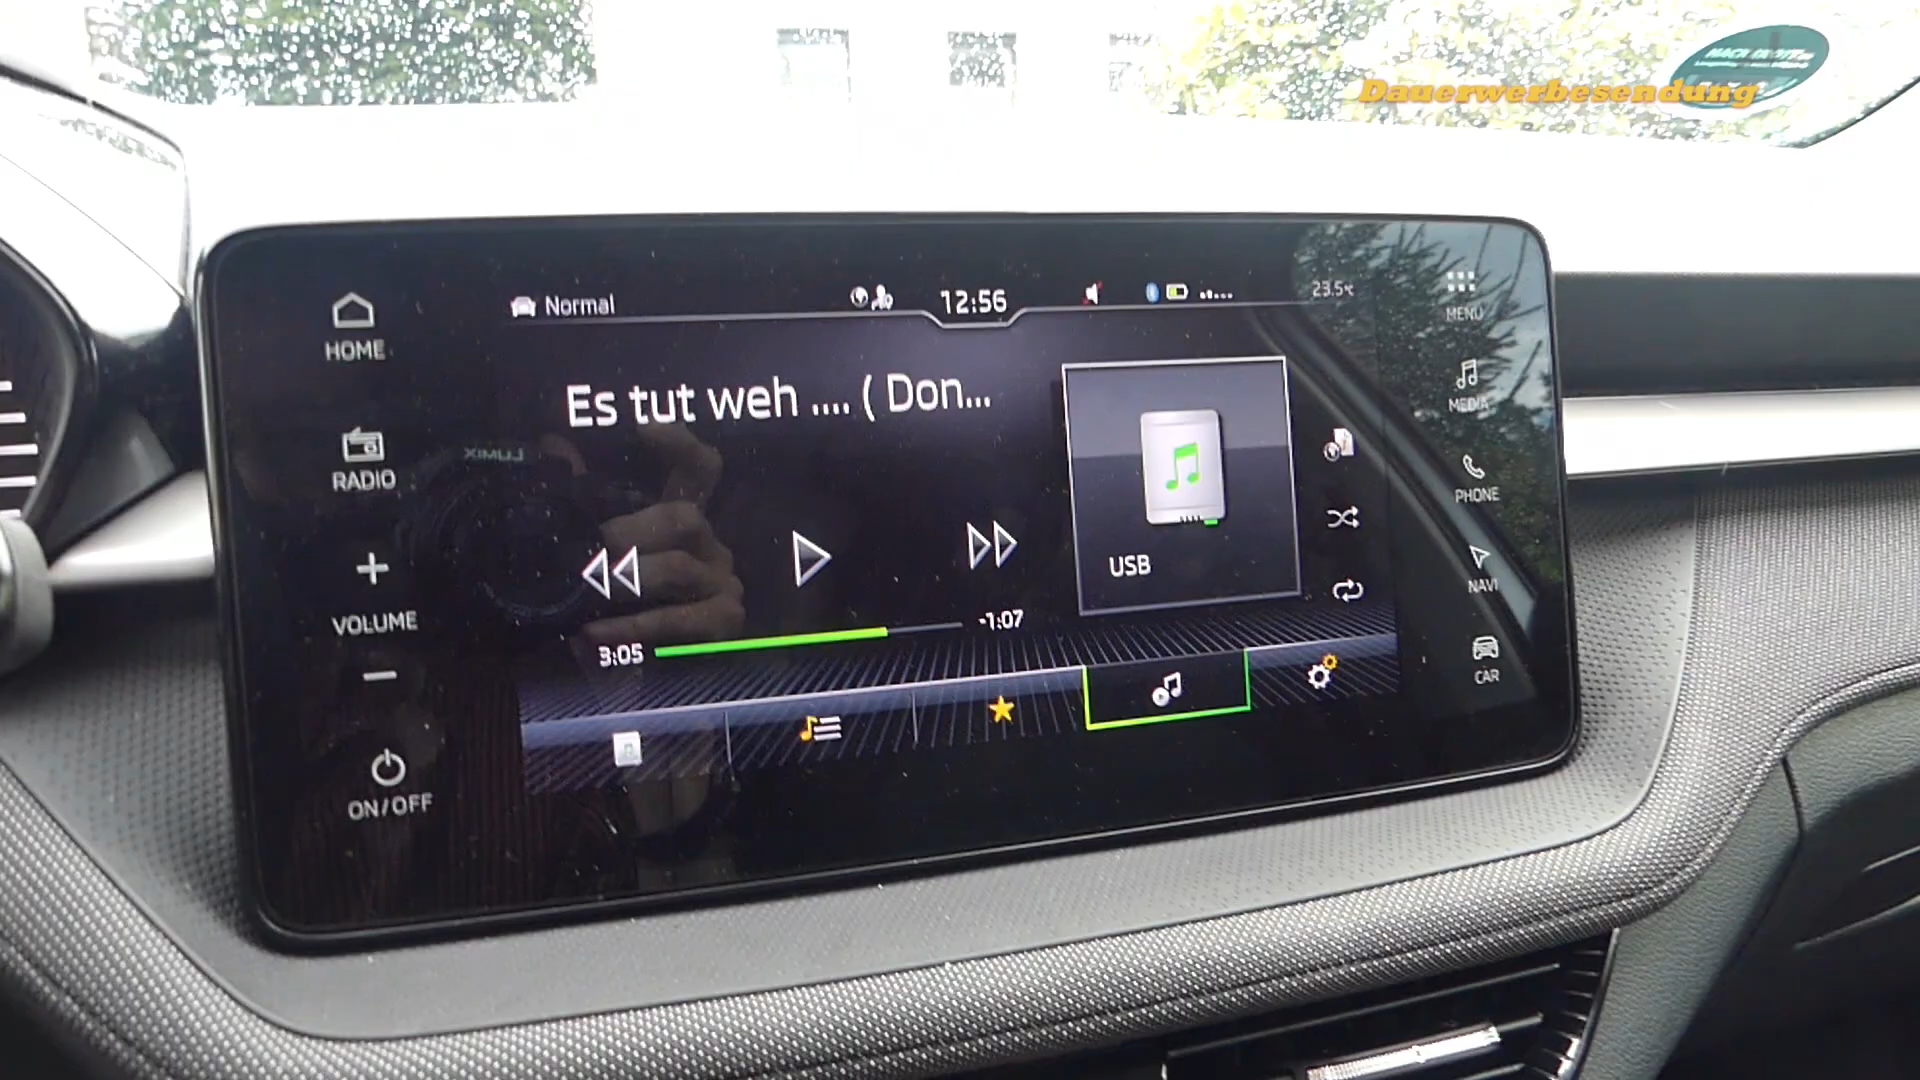 Dauerwerbesendung
Normal
12:56
23.5°C
HOME
RADIO
VOLUME
ON/OFF
Es tut weh .... ( Don...
LUMIX
USB
3:05
-1:07
MENU
MEDIA
PHONE
NAVI
CAR